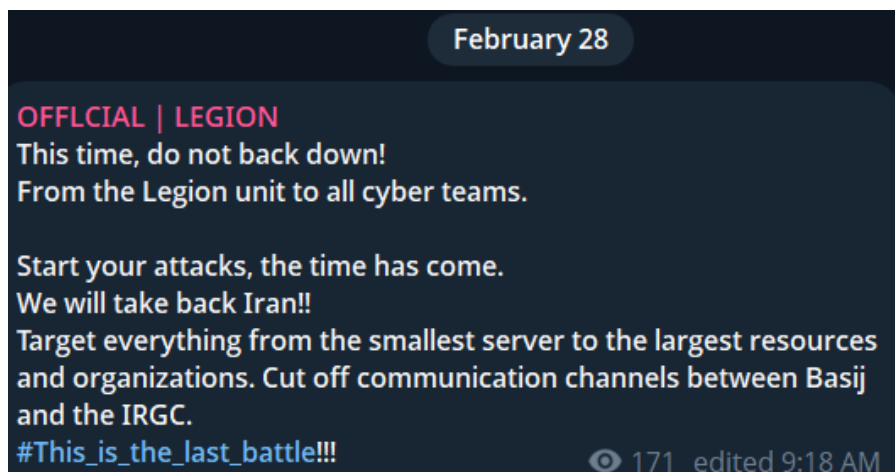 February 28
OFFLCIAL | LEGION
This time, do not back down!
From the Legion unit to all cyber teams.
Start your attacks, the time has come.
We will take back Iran!!
Target everything from the smallest server to the largest resources
and organizations. Cut off communication channels between Basij
and the IRGC.
#This_is_the_last_battle!!!
171 edited 9:18 AM